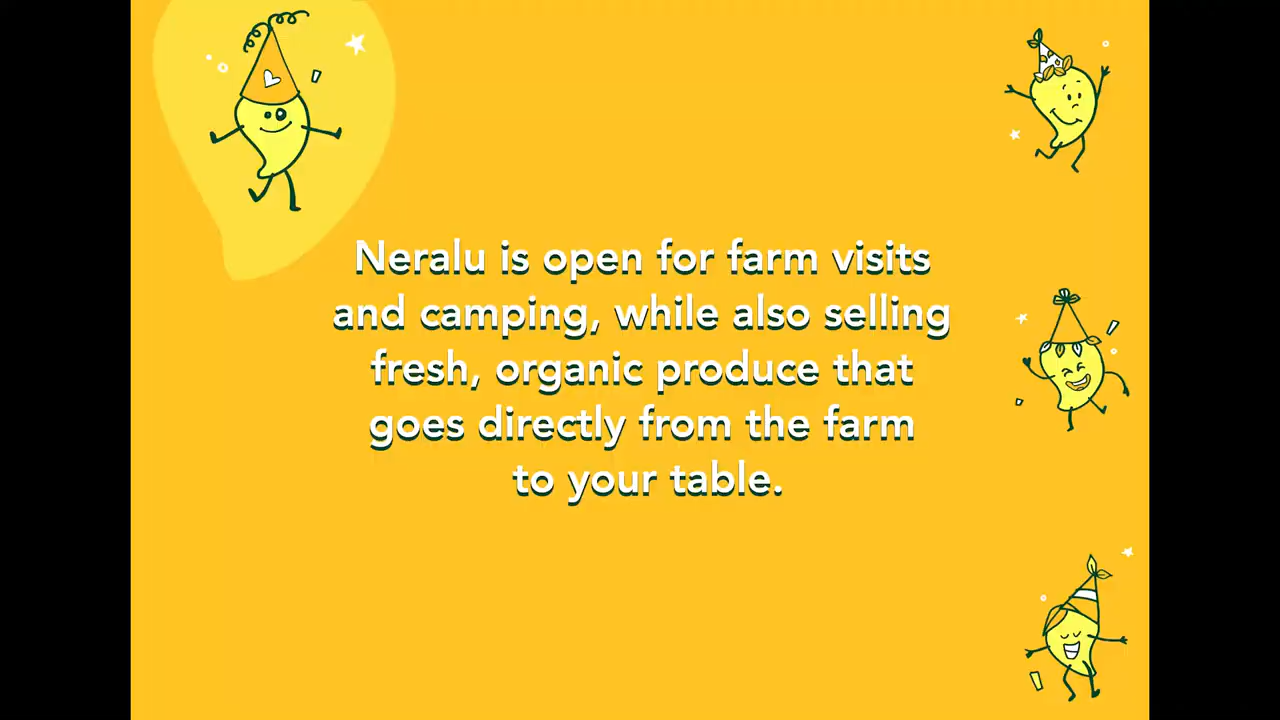 Neralu is open for farm visits
and camping, while also selling
fresh, organic produce that
goes directly from the farm
to your table.